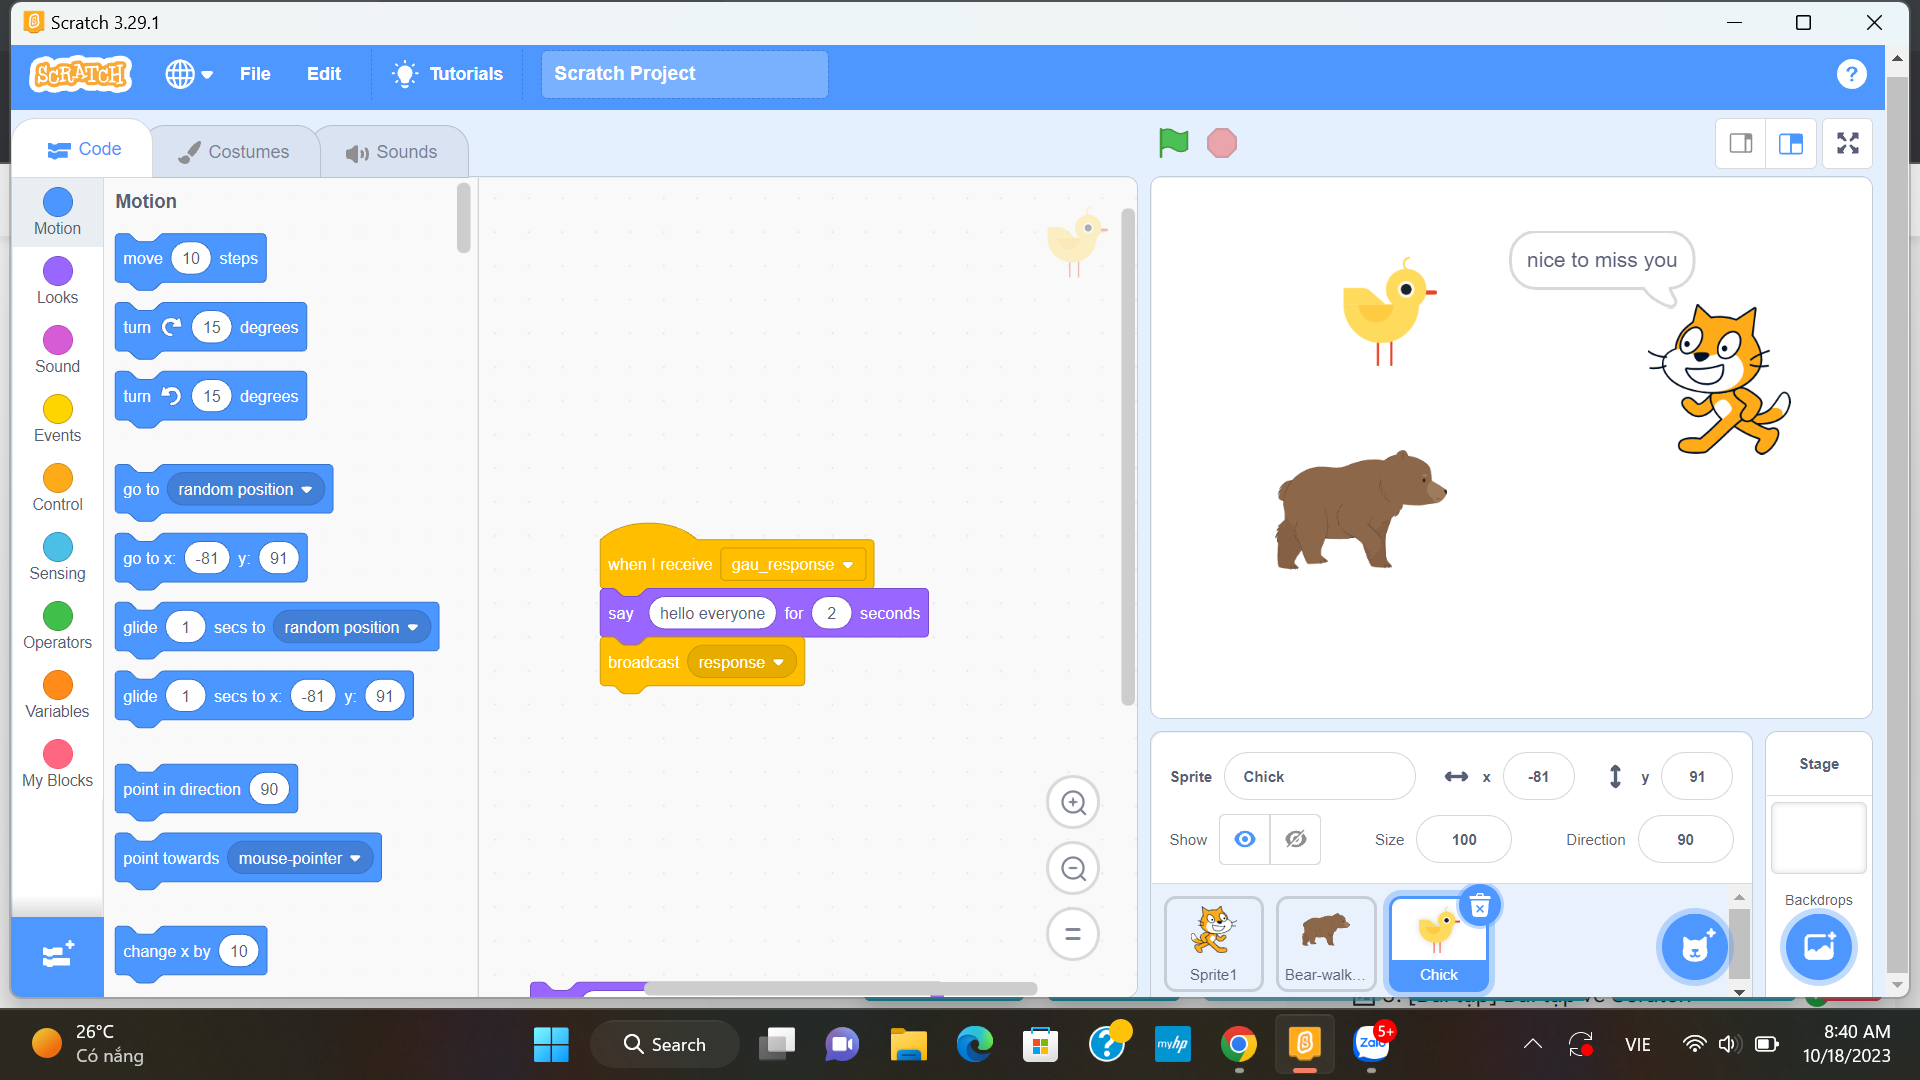 Scratch 3.29.1
SCRATCH
File
Edit
Tutorials
Scratch Project
?
Code
Costumes
Sounds
Motion
Looks
Sound
Events
Control
Sensing
Operators
Variables
My Blocks
Motion
move 10 steps
turn 15 degrees
turn 15 degrees
go to random position
go to x: -81 y: 91
glide 1 secs to random position
glide 1 secs to x: -81 y: 91
point in direction 90
point towards mouse-pointer
change x by 10
when I receive gau_response
say hello everyone for 2 seconds
broadcast response
nice to miss you
Sprite Chick x -81 y 91
Show Size 100 Direction 90
Sprite1
Bear-walk...
Chick
Stage
Backdrops
26°C
Có nắng
Search
myhp
Zalo
5+
VIE
8:40 AM
10/18/2023